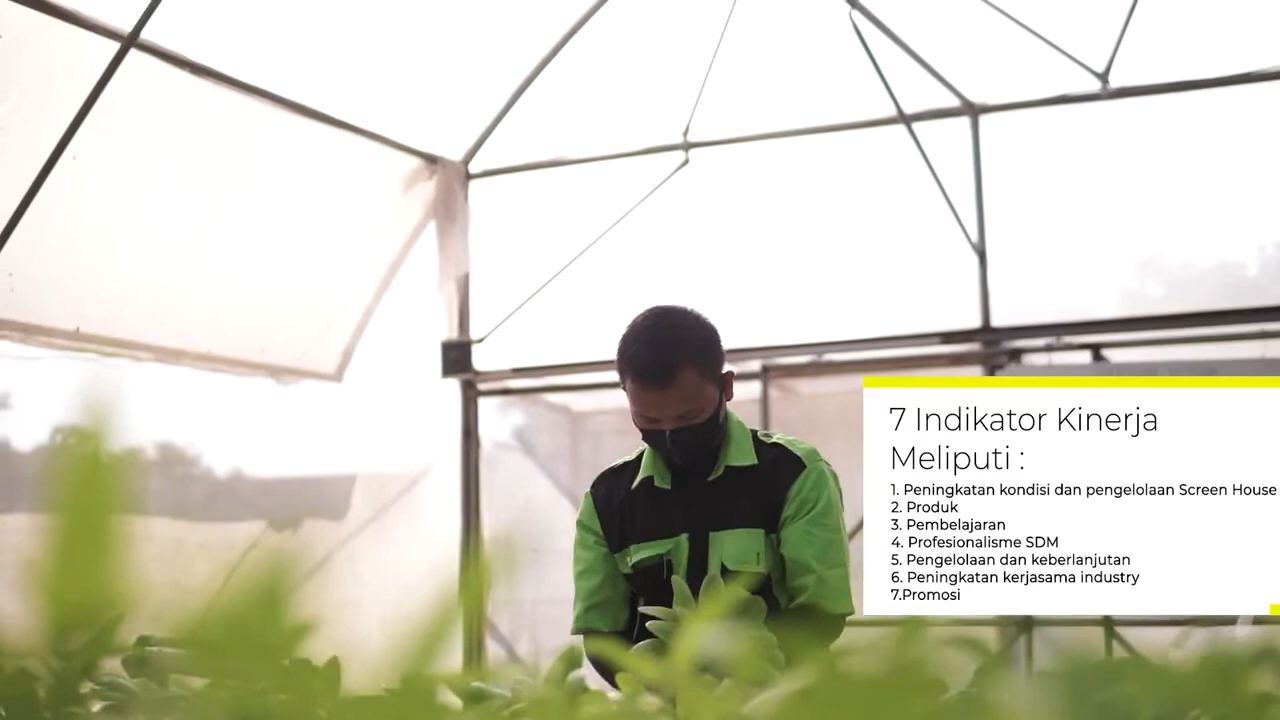 7 Indikator Kinerja
Meliputi :
1. Peningkatan kondisi dan pengelolaan Screen House
2. Produk
3. Pembelajaran
4. Profesionalisme SDM
5. Pengelolaan dan keberlanjutan
6. Peningkatan kerjasama industry
7.Promosi